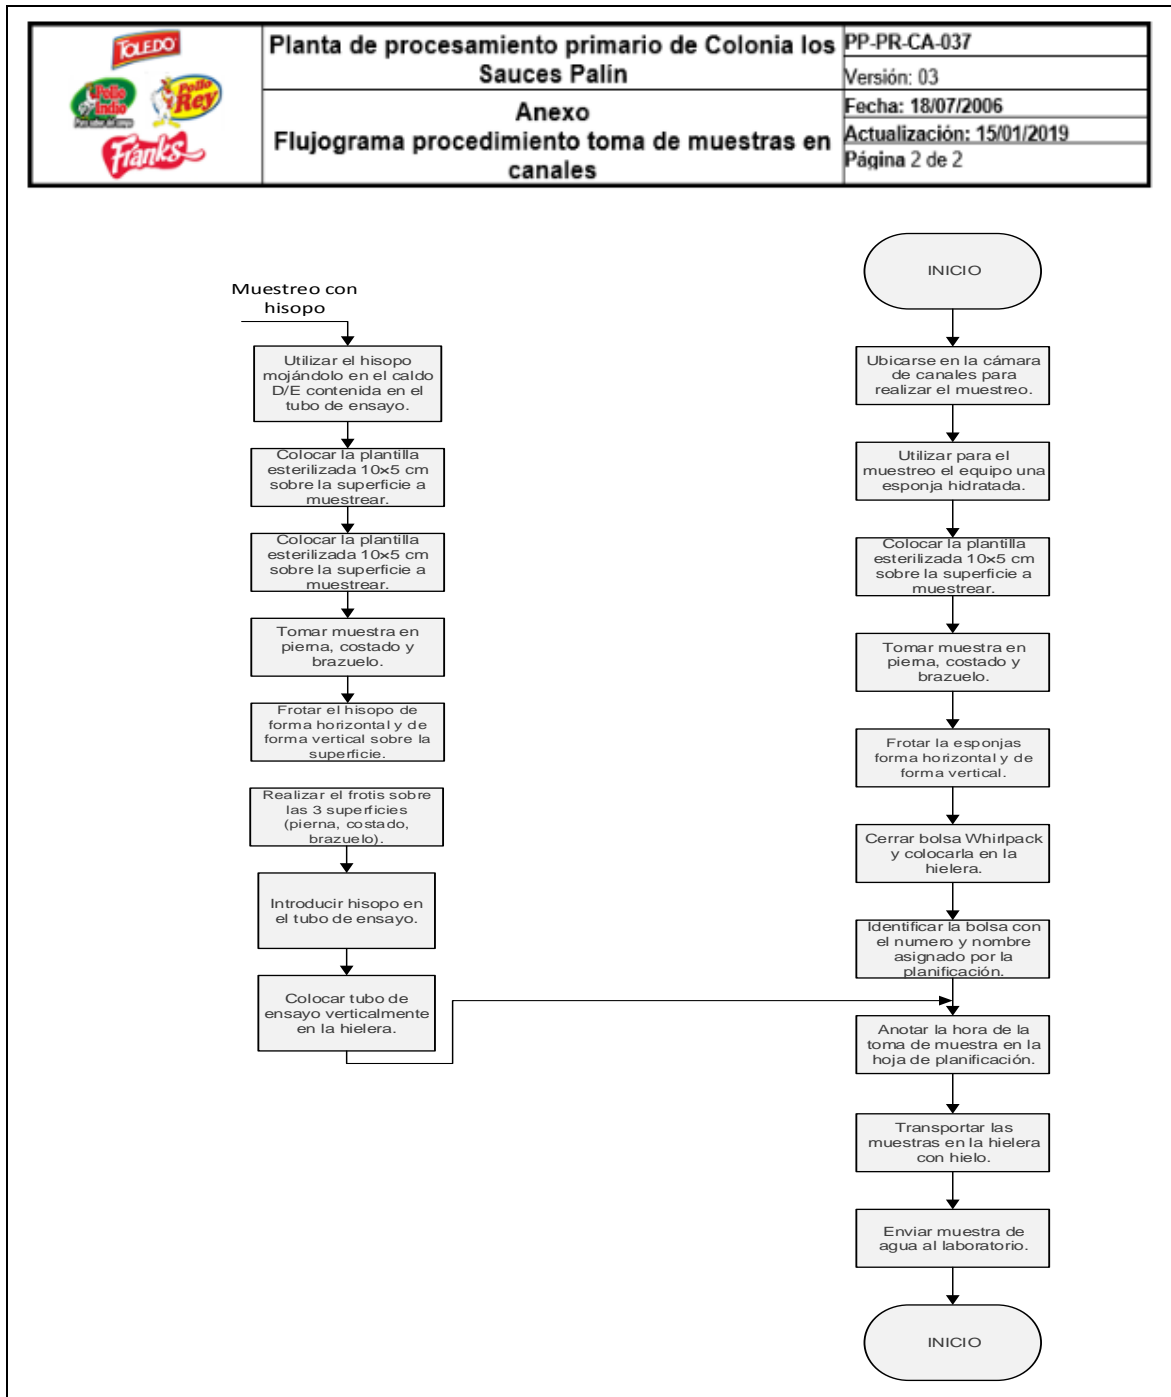 TOLEDO
Pollo
Indio
Pollo
Rey
Franks
Planta de procesamiento primario de Colonia los
Sauces Palín
Anexo
Flujograma procedimiento toma de muestras en
canales
PP-PR-CA-037
Versión: 03
Fecha: 18/07/2006
Actualización: 15/01/2019
Página 2 de 2
Muestreo con
hisopo
Utilizar el hisopo
mojándolo en el caldo
D/E contenida en el
tubo de ensayo.
Colocar la plantilla
esterilizada 10x5 cm
sobre la superficie a
muestrear.
Colocar la plantilla
esterilizada 10x5 cm
sobre la superficie a
muestrear.
Tomar muestra en
pierna, costado y
brazuelo.
Frotar el hisopo de
forma horizontal y de
forma vertical sobre la
superficie.
Realizar el frotis sobre
las 3 superficies
(pierna, costado,
brazuelo).
Introducir hisopo en
el tubo de ensayo.
Colocar tubo de
ensayo verticalmente
en la hielera.
INICIO
Ubicarse en la cámara
de canales para
realizar el muestreo.
Utilizar para el
muestreo el equipo una
esponja hidratada.
Colocar la plantilla
esterilizada 10x5 cm
sobre la superficie a
muestrear.
Tomar muestra en
pierna, costado y
brazuelo.
Frotar la esponjas
forma horizontal y de
forma vertical.
Cerrar bolsa Whirlpack
y colocarla en la
hielera.
Identificar la bolsa con
el numero y nombre
asignado por la
planificación.
Anotar la hora de la
toma de muestra en la
hoja de planificación.
Transportar las
muestras en la hielera
con hielo.
Enviar muestra de
agua al laboratorio.
INICIO